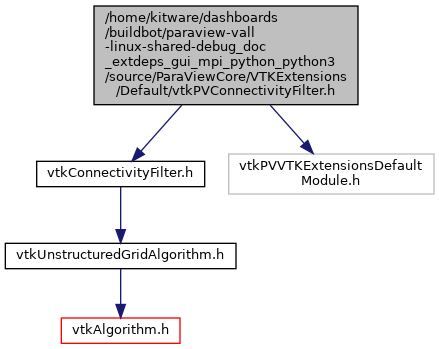 /home/kitware/dashboards
/buildbot/paraview-vall
-linux-shared-debug_doc
_extdeps_gui_mpi_python_python3
/source/ParaViewCore/VTKExtensions
/Default/vtkPVConnectivityFilter.h
vtkConnectivityFilter.h
vtkPVVTKExtensionsDefault
Module.h
vtkUnstructuredGridAlgorithm.h
vtkAlgorithm.h